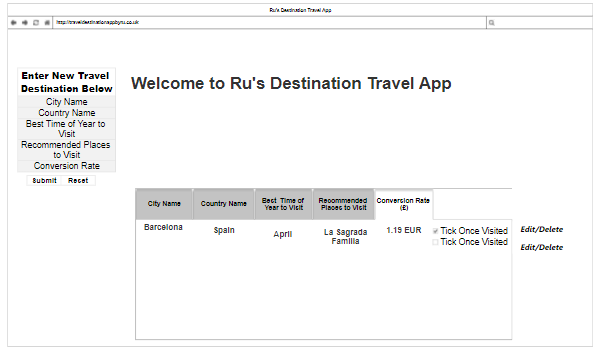 Ru's Destination Travel App
http://traveldestinationappbyru.co.uk
Enter New Travel
Destination Below
City Name
Country Name
Best Time of Year to
Visit
Recommended Places
to Visit
Conversion Rate
Submit Reset
Welcome to Ru's Destination Travel App
City Name Country Name Best Time of Year to Visit Recommended Places to Visit Conversion Rate (£)
Barcelona Spain April La Sagrada Familia 1.19 EUR Tick Once Visited Edit/Delete
Tick Once Visited Edit/Delete